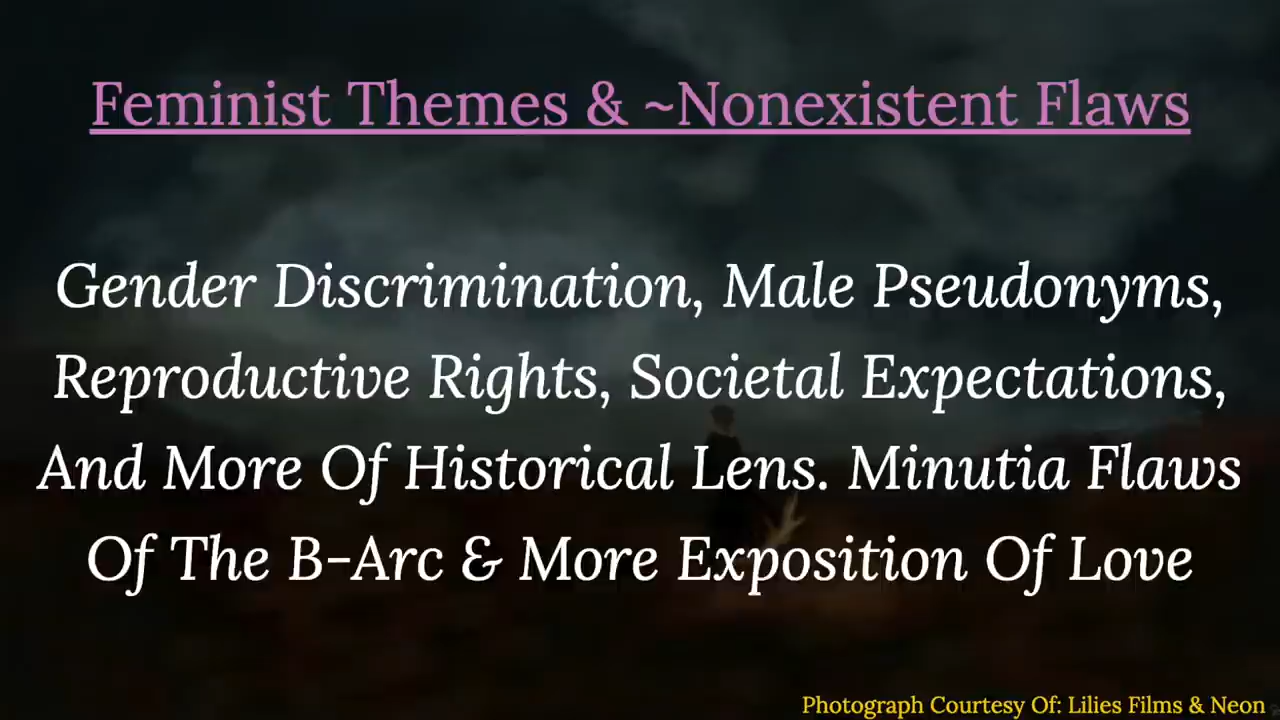 Feminist Themes & ~Nonexistent Flaws
Gender Discrimination, Male Pseudonyms,
Reproductive Rights, Societal Expectations,
And More Of Historical Lens. Minutia Flaws
Of The B-Arc & More Exposition Of Love
Photograph Courtesy Of: Lilies Films & Neon